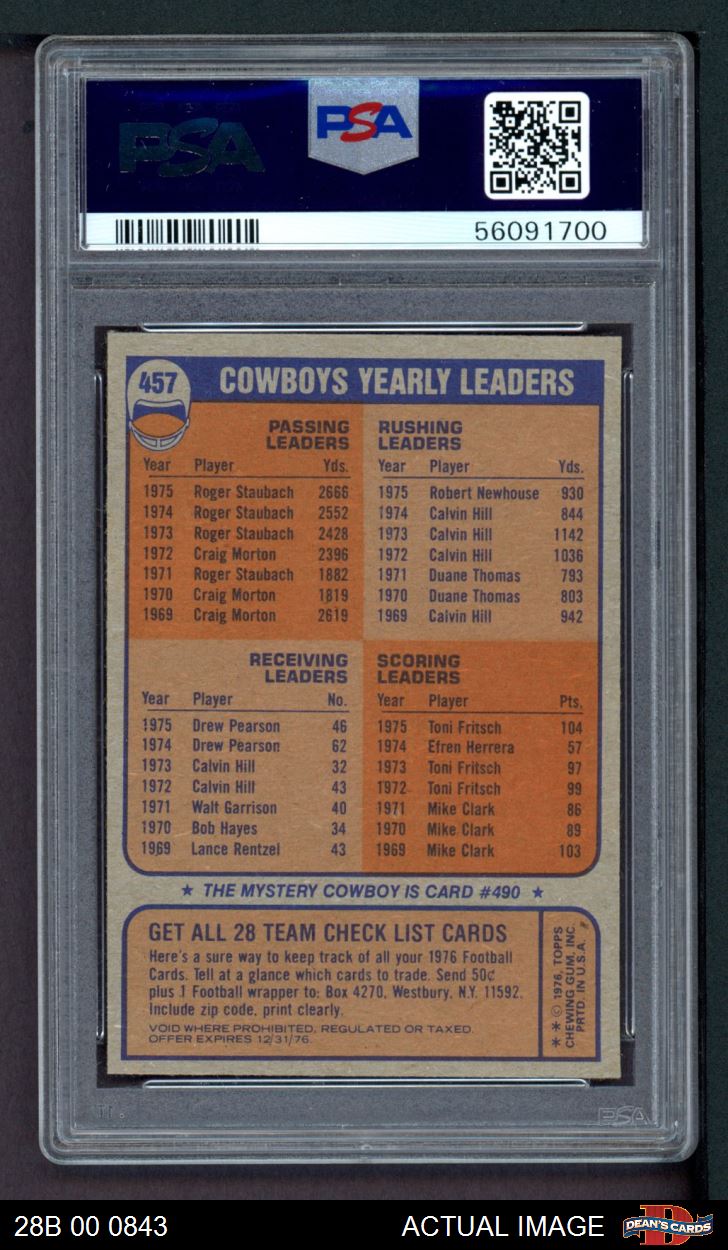 PSA
PSA
56091700
457
COWBOYS YEARLY LEADERS
PASSING LEADERS
Year Player Yds.
1975 Roger Staubach 2666
1974 Roger Staubach 2552
1973 Roger Staubach 2428
1972 Craig Morton 2396
1971 Roger Staubach 1882
1970 Craig Morton 1819
1969 Craig Morton 2619
RUSHING LEADERS
Year Player Yds.
1975 Robert Newhouse 930
1974 Calvin Hill 844
1973 Calvin Hill 1142
1972 Calvin Hill 1036
1971 Duane Thomas 793
1970 Duane Thomas 803
1969 Calvin Hill 942
RECEIVING LEADERS
Year Player No.
1975 Drew Pearson 46
1974 Drew Pearson 62
1973 Calvin Hill 32
1972 Calvin Hill 43
1971 Walt Garrison 40
1970 Bob Hayes 34
1969 Lance Rentzel 43
SCORING LEADERS
Year Player Pts.
1975 Toni Fritsch 104
1974 Efren Herrera 57
1973 Toni Fritsch 97
1972 Toni Fritsch 99
1971 Mike Clark 86
1970 Mike Clark 89
1969 Mike Clark 103
★ THE MYSTERY COWBOY IS CARD #490 ★
GET ALL 28 TEAM CHECK LIST CARDS
Here's a sure way to keep track of all your 1976 Football
Cards. Tell at a glance which cards to trade. Send 50¢
plus 1 Football wrapper to: Box 4270, Westbury, N.Y. 11592.
Include zip code, print clearly.
VOID WHERE PROHIBITED, REGULATED OR TAXED.
OFFER EXPIRES 12/31/76.
* * © 1976, TOPPS
CHEWING GUM, INC.
PRTD. IN U.S.A.
PSA
28B 00 0843
ACTUAL IMAGE
D
DEAN'S CARDS